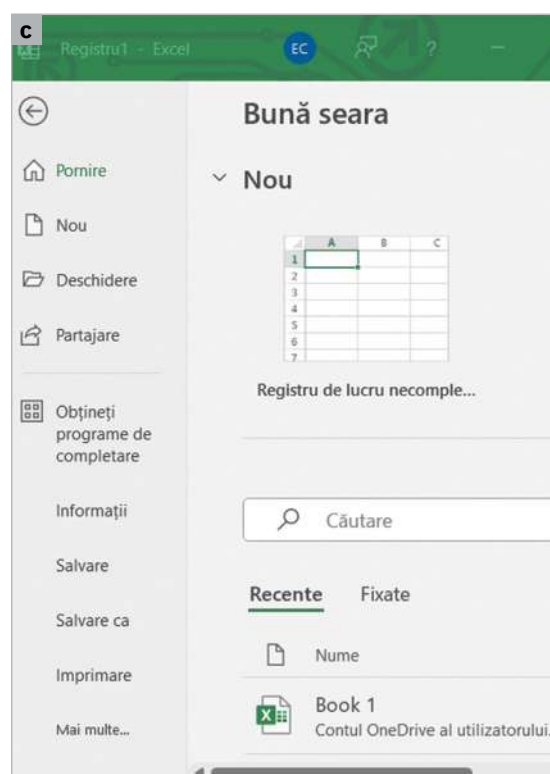 c
Registru1 - Excel
EC
?
Bună seara
Pornire
Nou
Nou
Deschidere
Partajare
A B C
1
2
3
4
5
6
7
Registru de lucru necomple...
Obțineți
programe de
completare
Informații
Căutare
Salvare
Recente Fixate
Salvare ca
Nume
Imprimare
Book 1
Contul OneDrive al utilizatorului.
Mai multe...